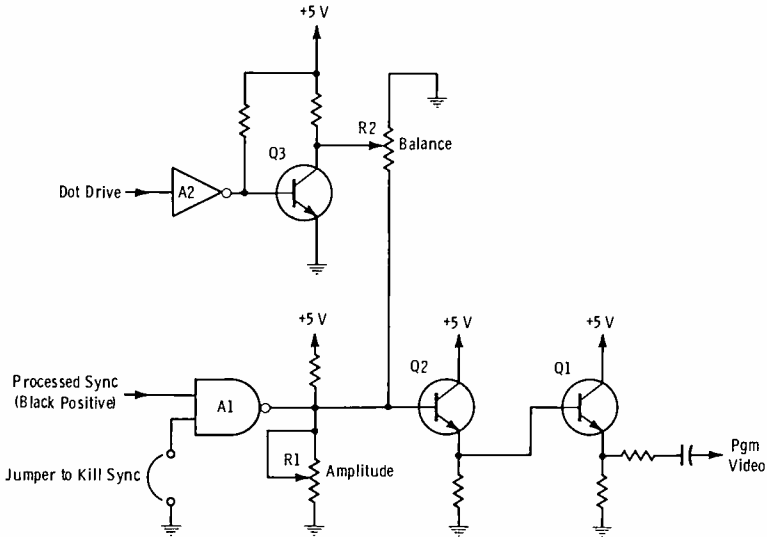 +5 V
R2
Balance
Q3
Dot Drive
A2
+5 V
+5 V
+5 V
Q2
Q1
Processed Sync
(Black Positive)
A1
R1
Amplitude
Jumper to Kill Sync
Pgm
Video